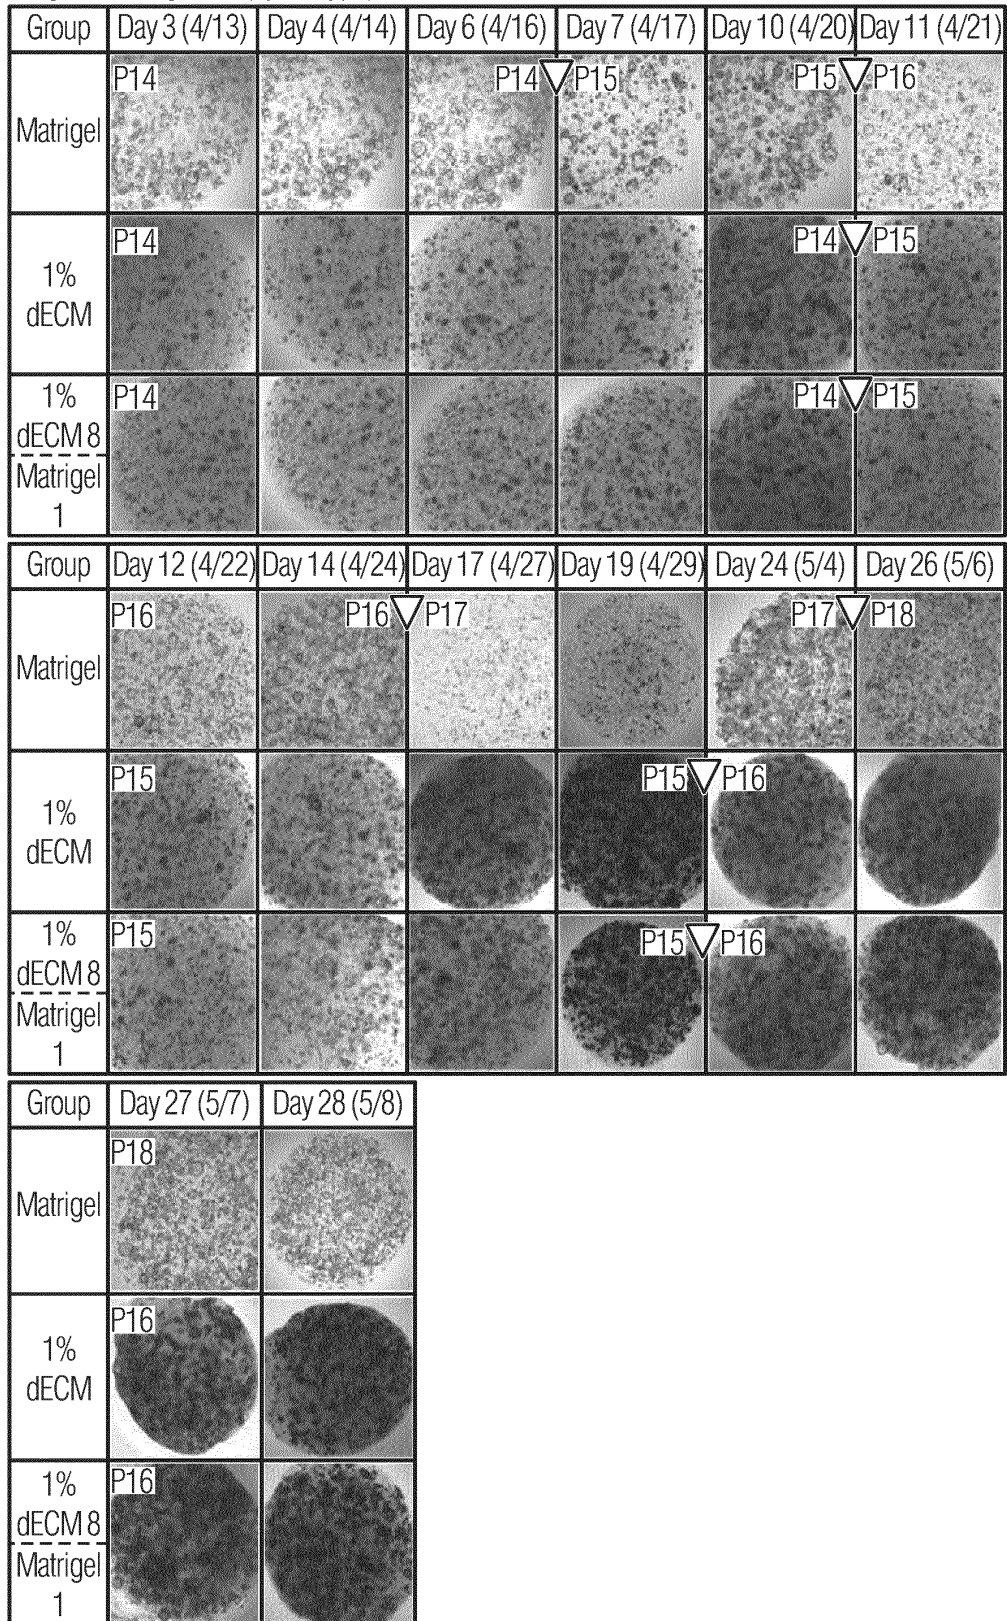 Group Day 3 (4/13) Day 4 (4/14) Day 6 (4/16) Day 7 (4/17) Day 10 (4/20) Day 11 (4/21)
Matrigel P14 P14 P15 P15 P16
1% dECM P14 P14 P15
1% dECM 8 Matrigel 1 P14 P14 P15
Group Day 12 (4/22) Day 14 (4/24) Day 17 (4/27) Day 19 (4/29) Day 24 (5/4) Day 26 (5/6)
Matrigel P16 P16 P17 P17 P18
1% dECM P15 P15 P16
1% dECM 8 Matrigel 1 P15 P15 P16
Group Day 27 (5/7) Day 28 (5/8)
Matrigel P18
1% dECM P16
1% dECM 8 Matrigel 1 P16